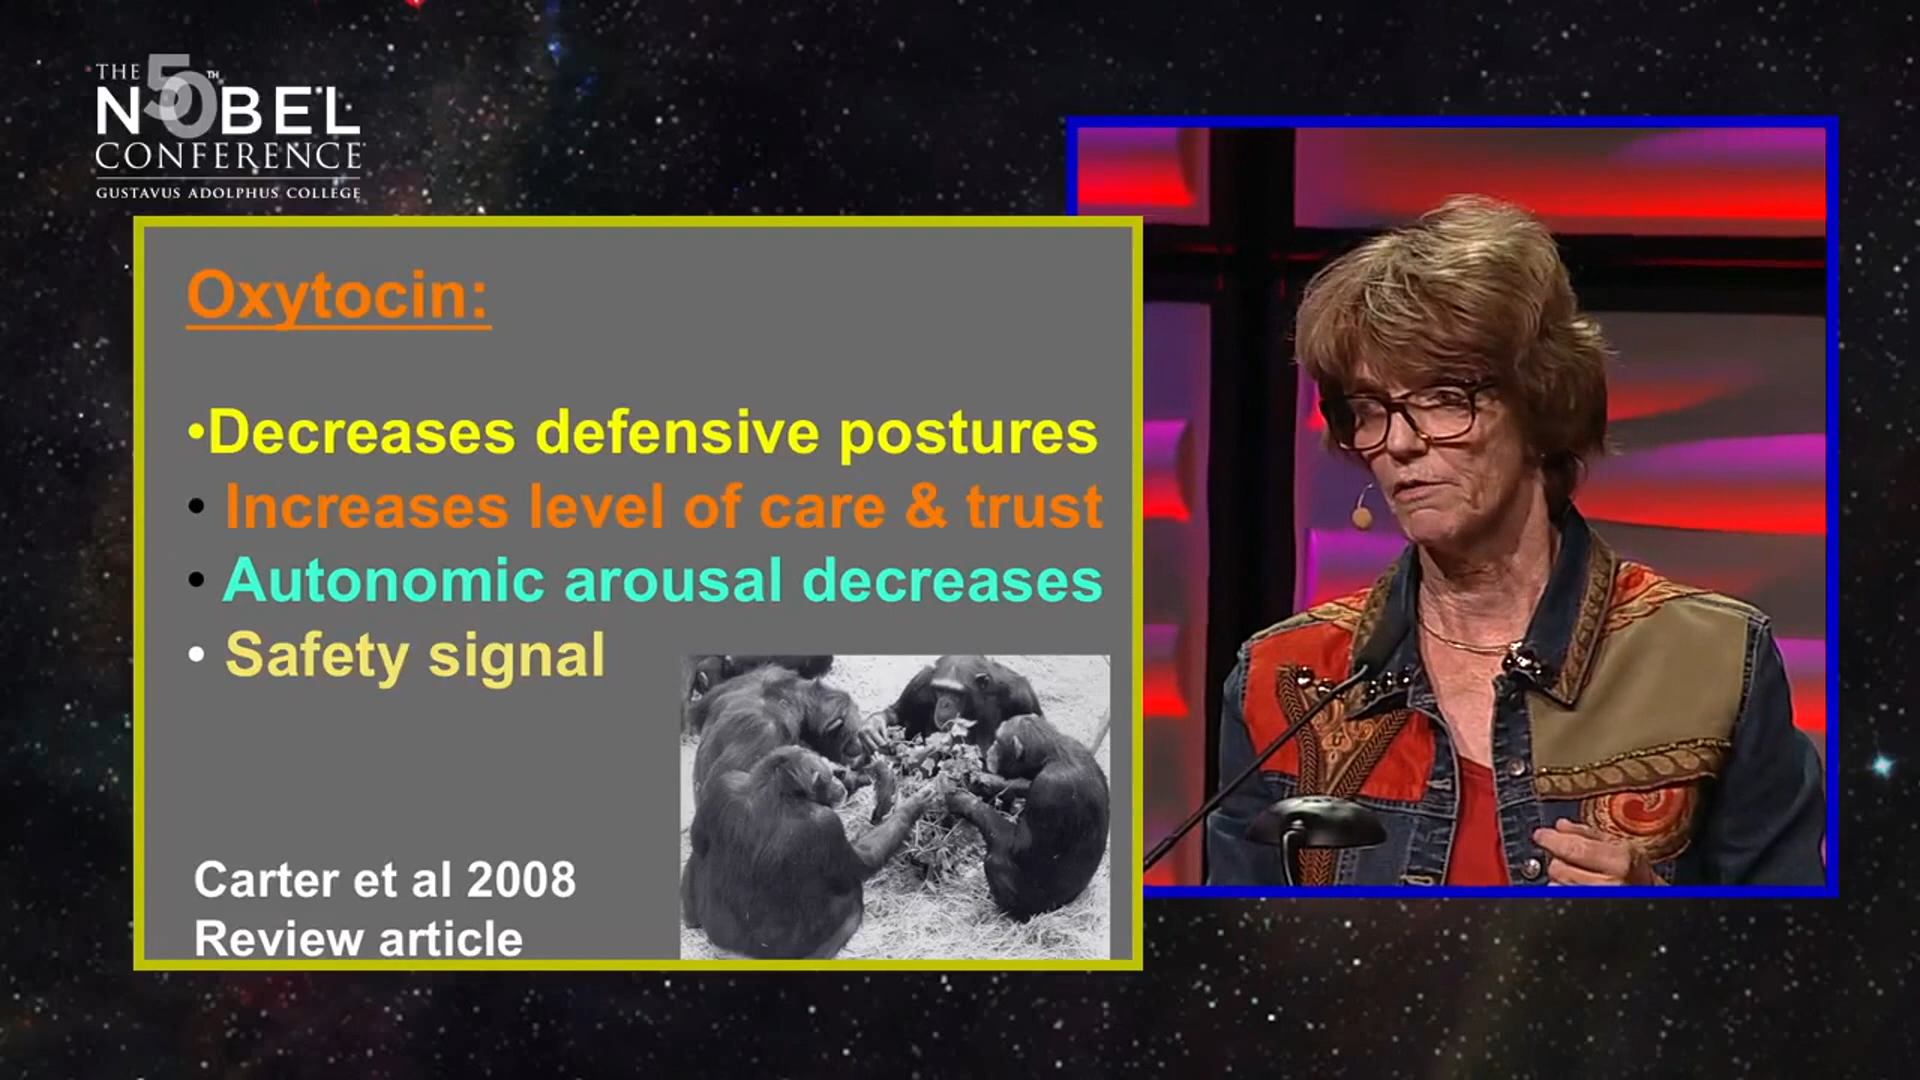 THE 50TH
NOBEL
CONFERENCE
GUSTAVUS ADOLPHUS COLLEGE
Oxytocin:
•Decreases defensive postures
• Increases level of care & trust
• Autonomic arousal decreases
• Safety signal
Carter et al 2008
Review article